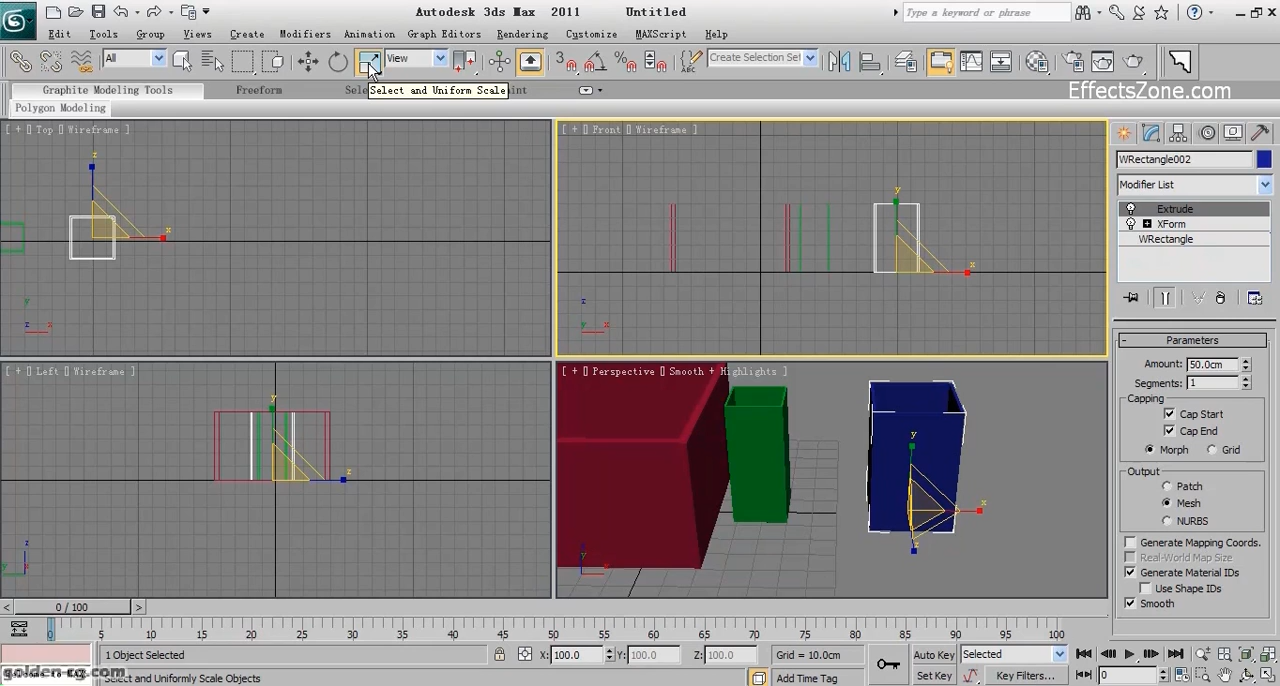 Autodesk 3ds Max 2011 Untitled
Type a keyword or phrase
Edit Tools Group Views Create Modifiers Animation Graph Editors Rendering Customize MAXScript Help
All View Create Selection Set
Select and Uniform Scale
Graphite Modeling Tools Freeform
EffectsZone.com
Polygon Modeling
[ + [] Top [] Wireframe ]
[ + [] Front [] Wireframe ]
[ + [] Left [] Wireframe ]
[ + [] Perspective [] Smooth + Highlights ]
WRectangle002
Modifier List
Extrude
XForm
WRectangle
Parameters
Amount: 50.0cm
Segments: 1
Capping
Cap Start
Cap End
Morph Grid
Output
Patch
Mesh
NURBS
Generate Mapping Coords.
Real-World Map Size
Generate Material IDs
Use Shape IDs
Smooth
0 / 100
0 5 10 15 20 25 30 35 40 45 50 55 60 65 70 75 80 85 90 95 100
1 Object Selected X: 100.0 Y: 100.0 Z: 100.0 Grid = 10.0cm Auto Key Selected
golden-rg.com
Select and Uniformly Scale Objects Add Time Tag Set Key Key Filters... 0